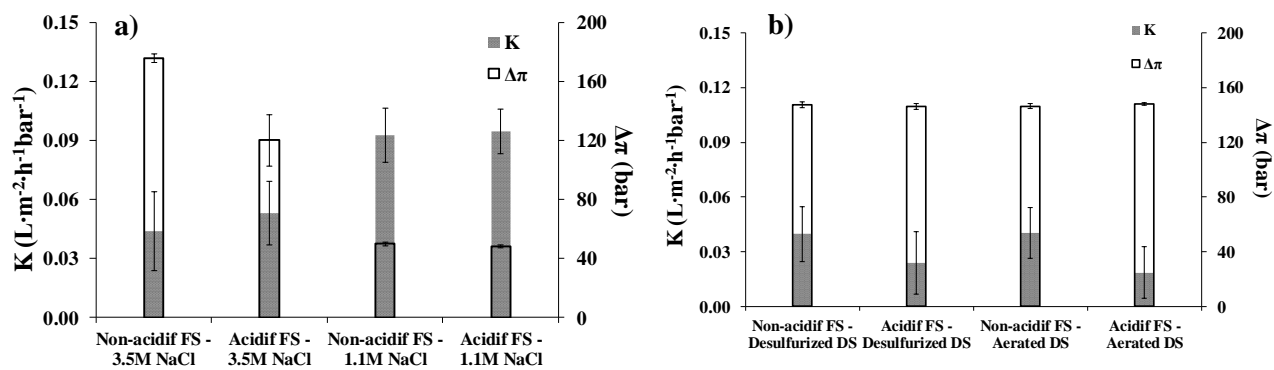 a)
K (L·m⁻²·h⁻¹bar⁻¹)
0.15
0.12
0.09
0.06
0.03
0.00
K
Δπ
200
160
120
80
40
0
Δπ (bar)
Non-acidif FS -
3.5M NaCl
Acidif FS -
3.5M NaCl
Non-acidif FS -
1.1M NaCl
Acidif FS -
1.1M NaCl
b)
K (L·m⁻²·h⁻¹bar⁻¹)
0.15
0.12
0.09
0.06
0.03
0.00
K
Δπ
200
160
120
80
40
0
Δπ (bar)
Non-acidif FS -
Desulfurized DS
Acidif FS -
Desulfurized DS
Non-acidif FS -
Aerated DS
Acidif FS -
Aerated DS